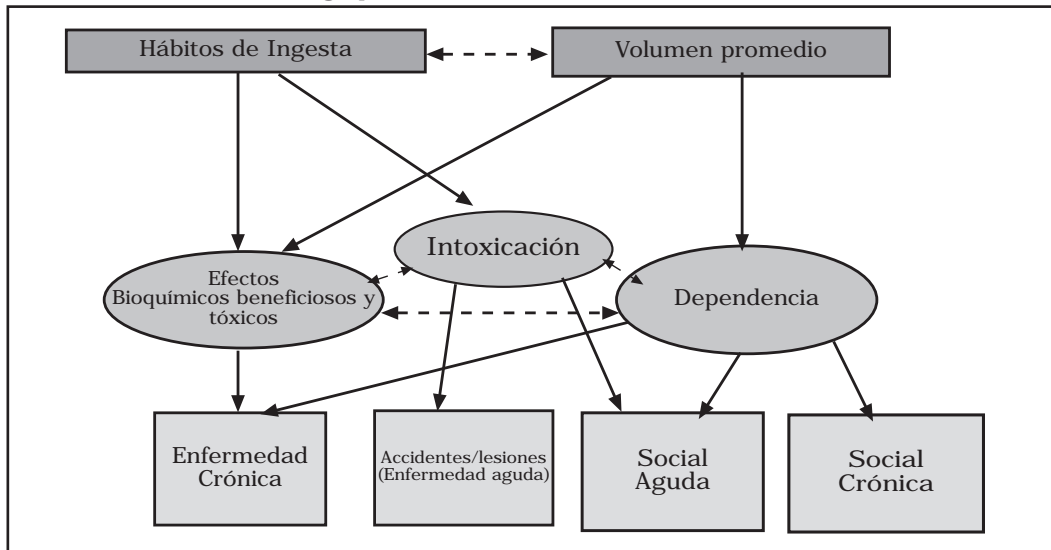 Hábitos de Ingesta
Volumen promedio
Intoxicación
Efectos
Bioquímicos beneficiosos y
tóxicos
Dependencia
Enfermedad
Crónica
Accidentes/lesiones
(Enfermedad aguda)
Social
Aguda
Social
Crónica